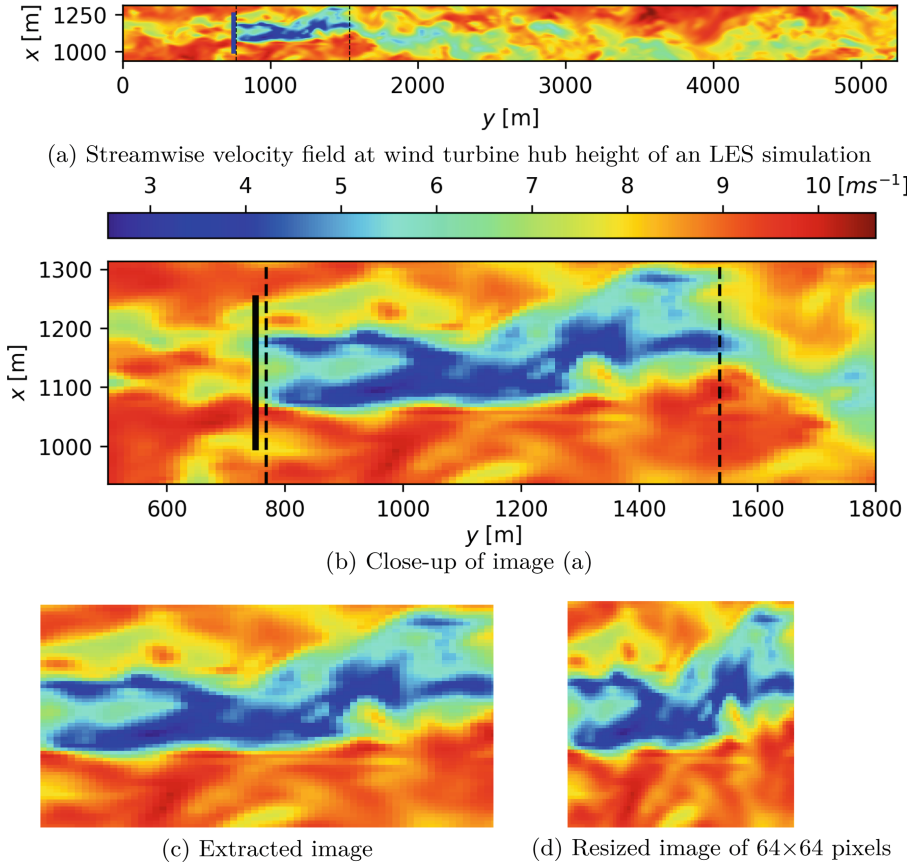 1250
1000
x [m]
0 1000 2000 3000 4000 5000
y [m]
(a) Streamwise velocity field at wind turbine hub height of an LES simulation
3 4 5 6 7 8 9 10 [ms⁻¹]
1300
1200
1100
1000
x [m]
600 800 1000 1200 1400 1600 1800
y [m]
(b) Close-up of image (a)
(c) Extracted image
(d) Resized image of 64×64 pixels